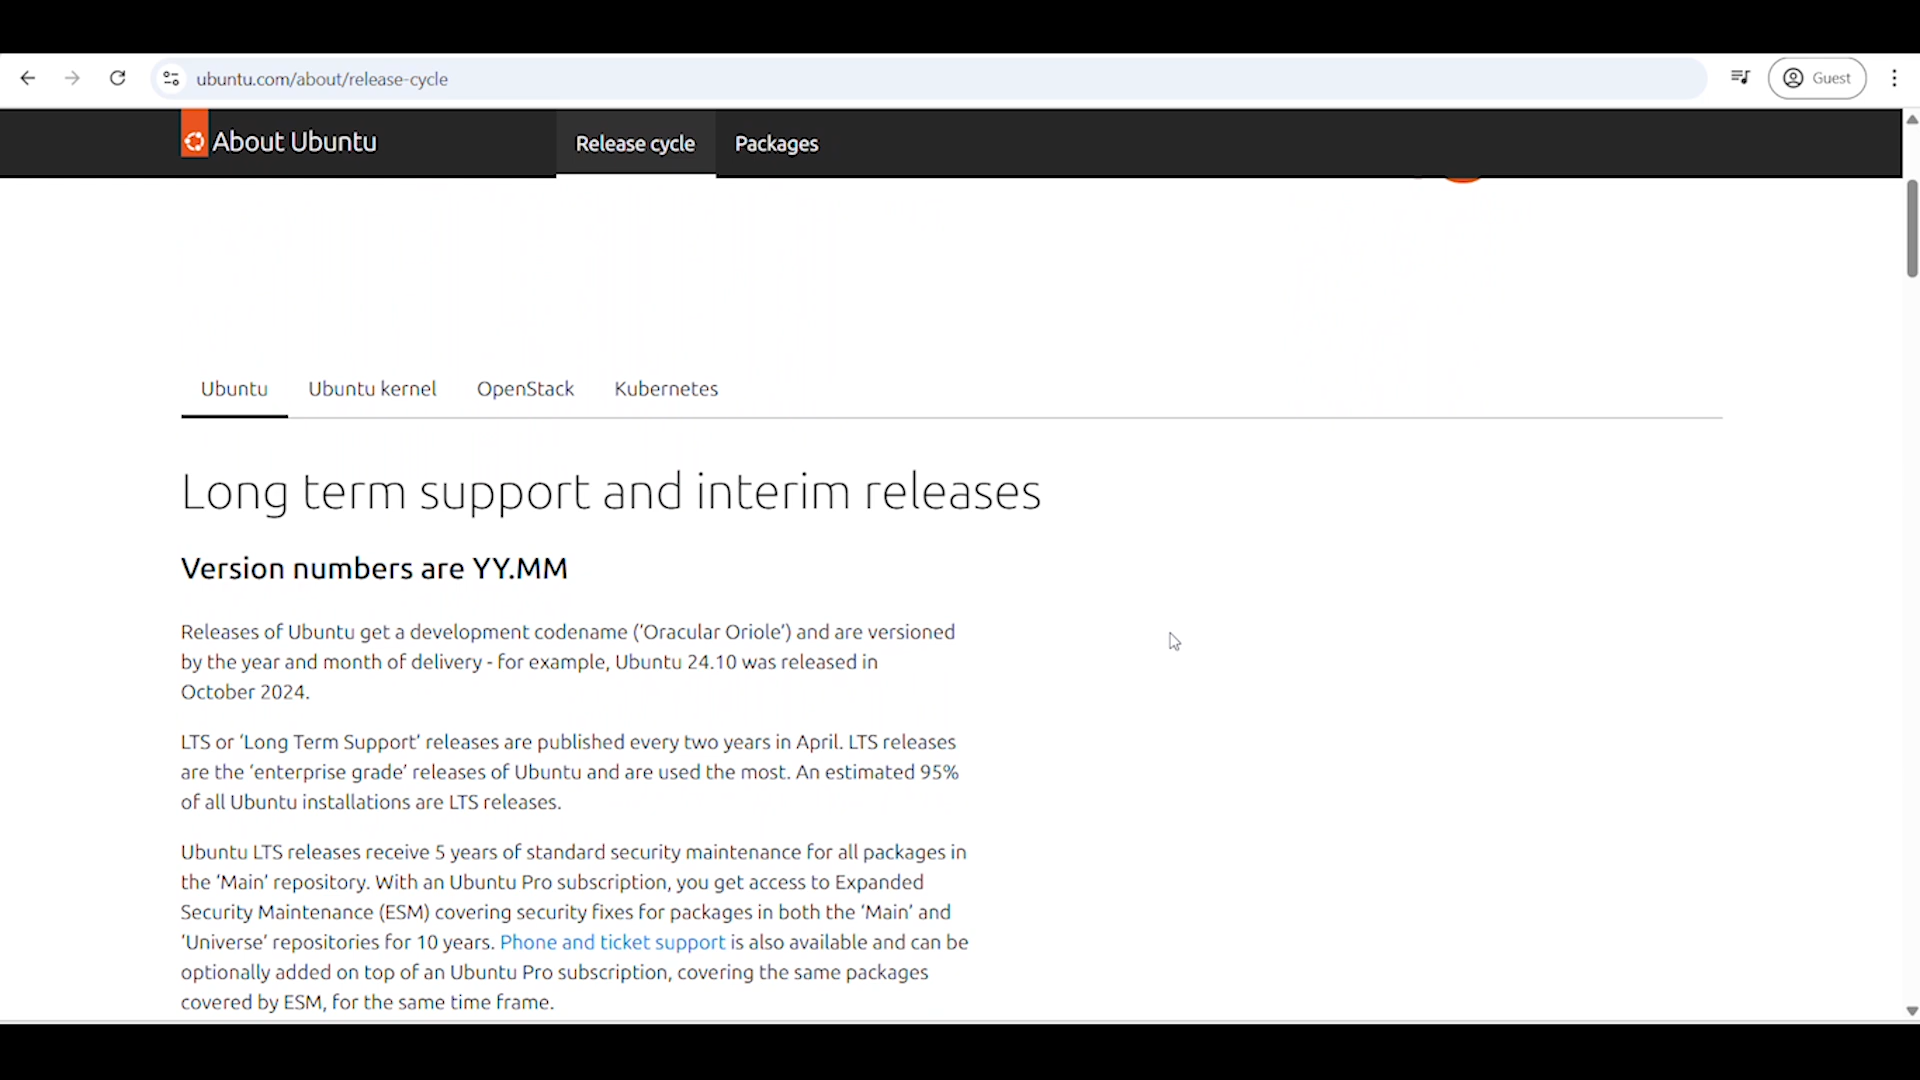 ubuntu.com/about/release-cycle
Guest
About Ubuntu
Release cycle
Packages
Ubuntu
Ubuntu kernel
OpenStack
Kubernetes
Long term support and interim releases
Version numbers are YY.MM
Releases of Ubuntu get a development codename (‘Oracular Oriole’) and are versioned
by the year and month of delivery - for example, Ubuntu 24.10 was released in
October 2024.
LTS or ‘Long Term Support’ releases are published every two years in April. LTS releases
are the ‘enterprise grade’ releases of Ubuntu and are used the most. An estimated 95%
of all Ubuntu installations are LTS releases.
Ubuntu LTS releases receive 5 years of standard security maintenance for all packages in
the ‘Main’ repository. With an Ubuntu Pro subscription, you get access to Expanded
Security Maintenance (ESM) covering security fixes for packages in both the ‘Main’ and
‘Universe’ repositories for 10 years. Phone and ticket support is also available and can be
optionally added on top of an Ubuntu Pro subscription, covering the same packages
covered by ESM, for the same time frame.